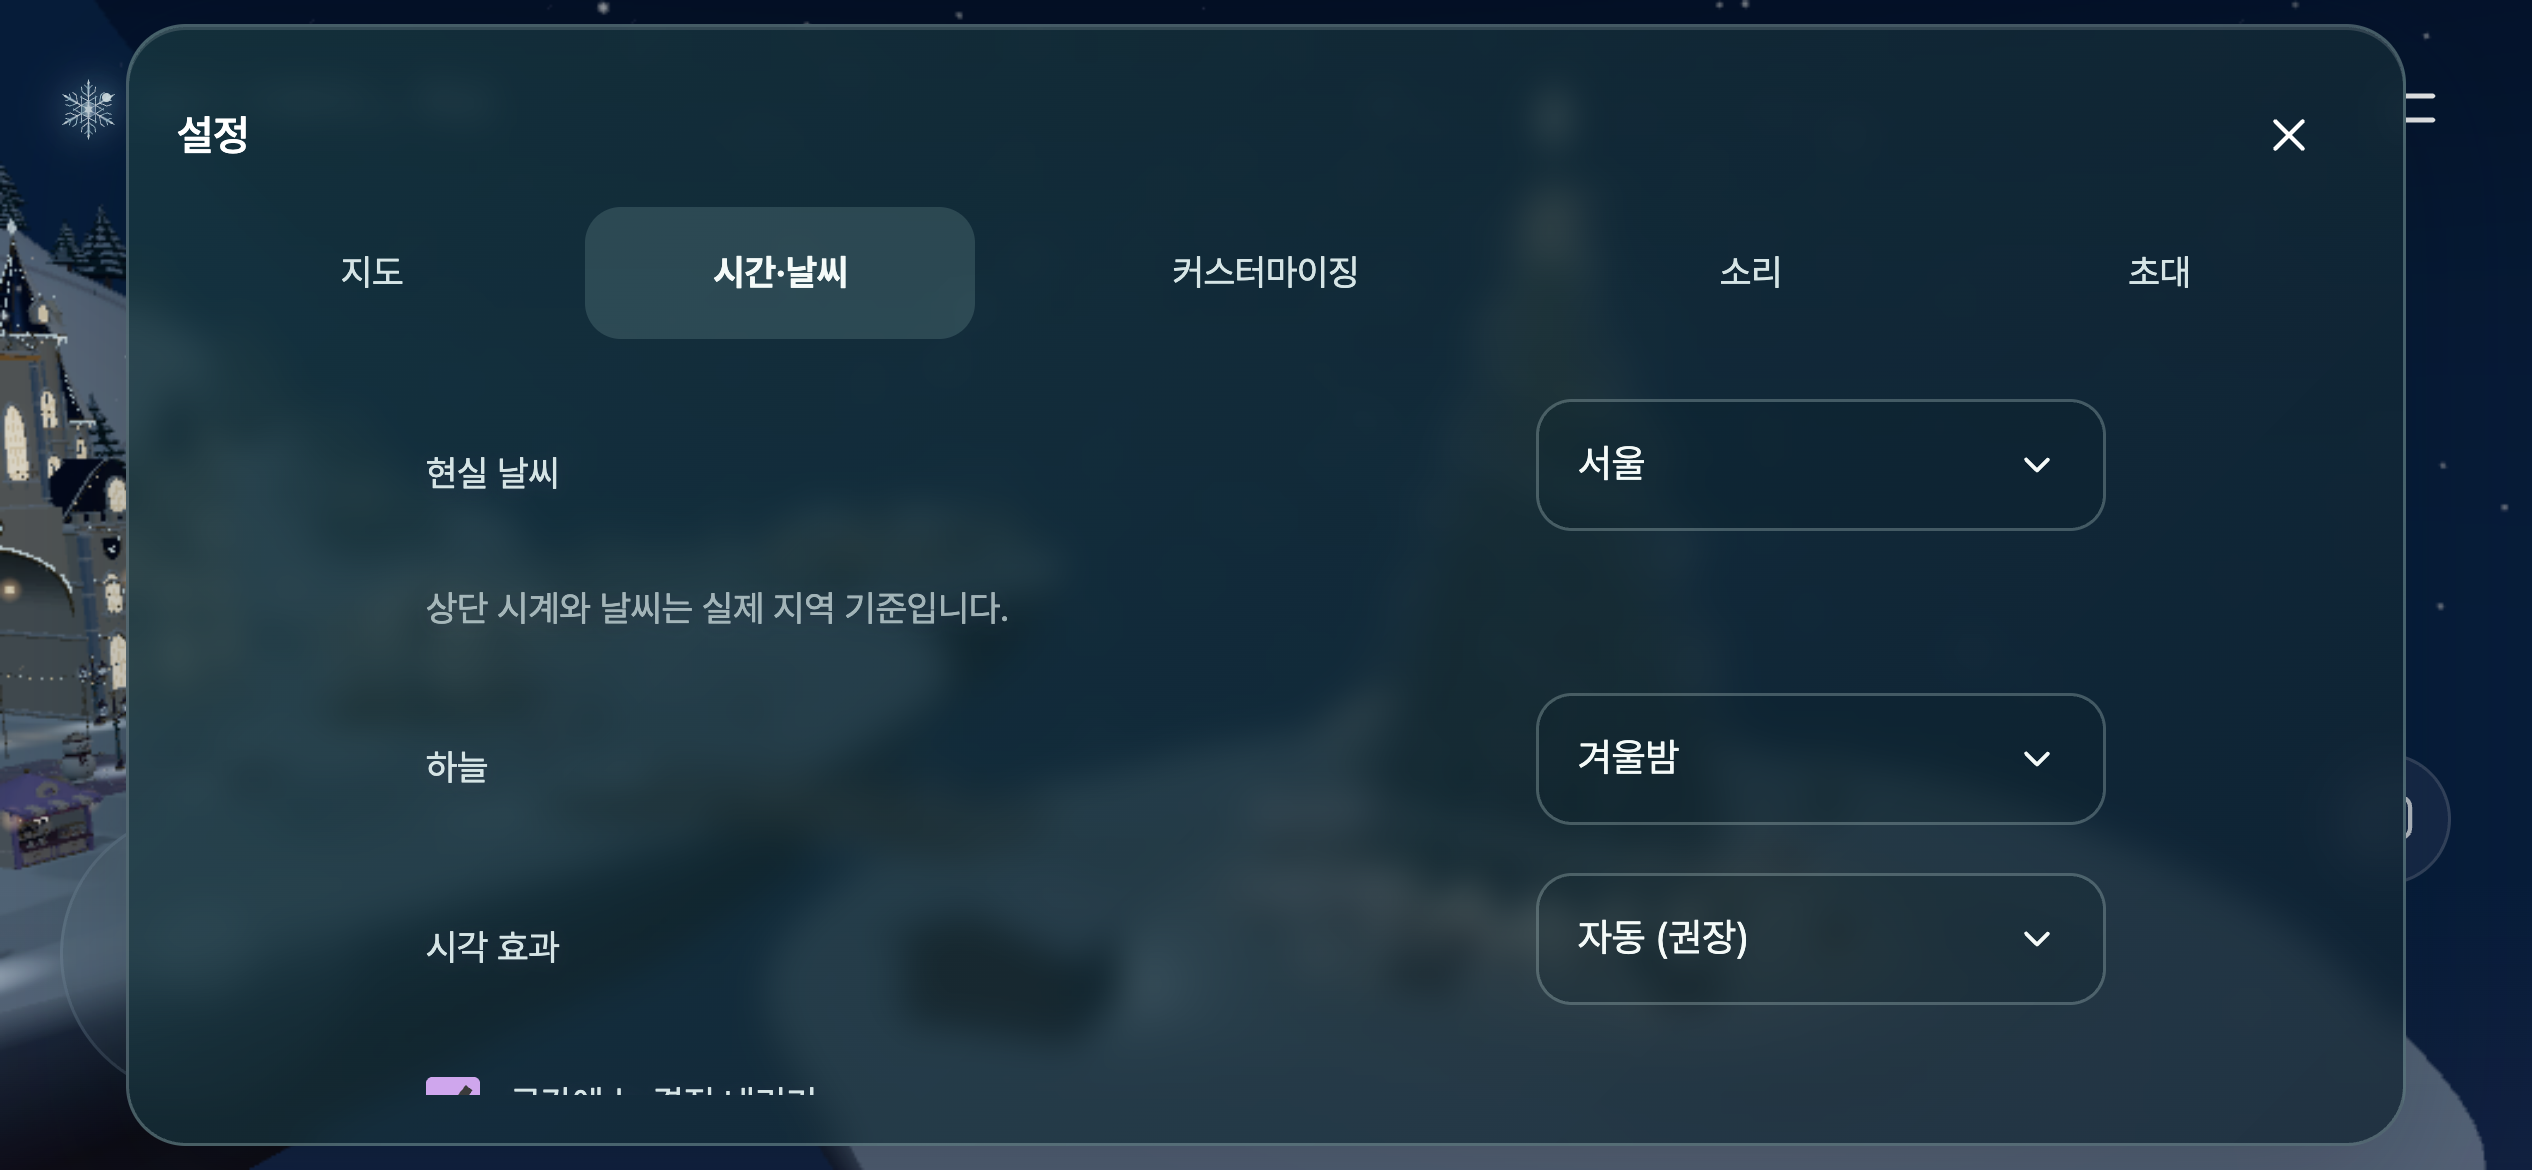 설정
지도
시간·날씨
커스터마이징
소리
초대
현실 날씨
서울
상단 시계와 날씨는 실제 지역 기준입니다.
하늘
겨울밤
시각 효과
자동 (권장)